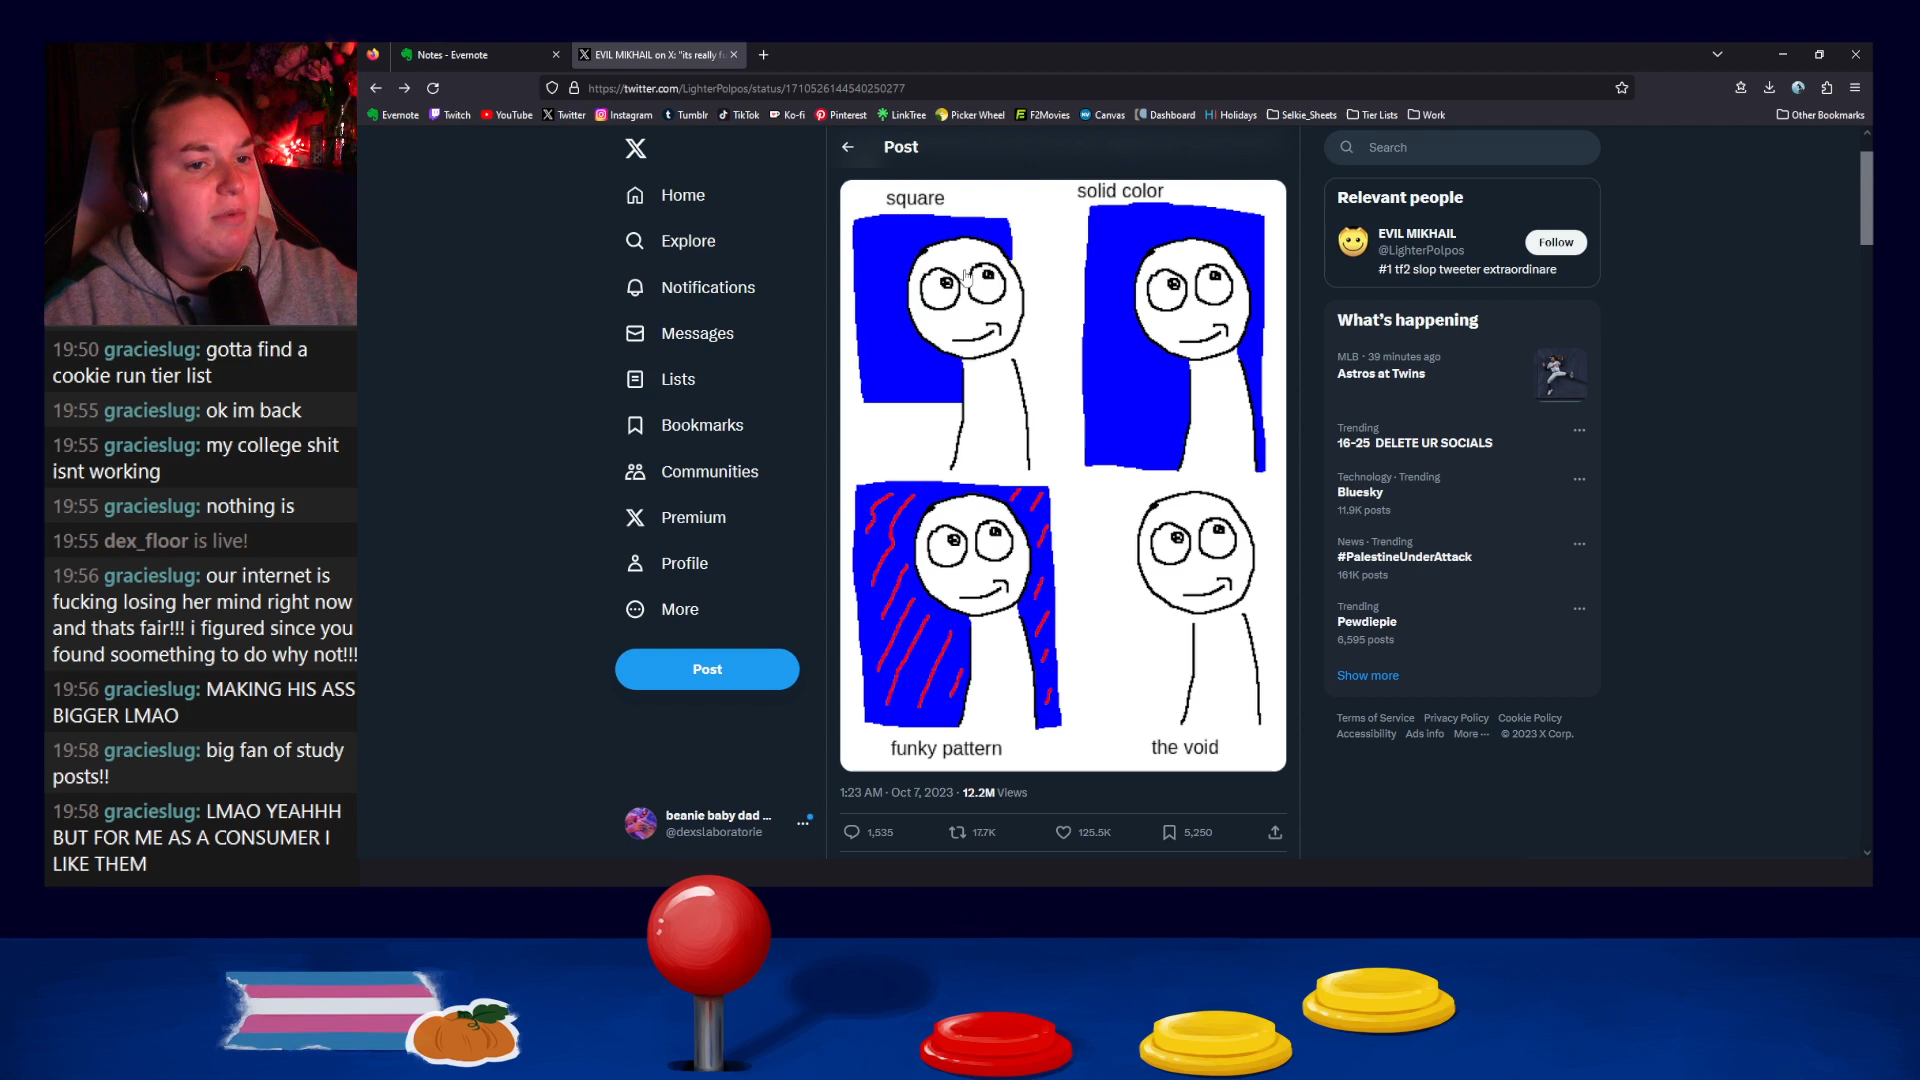 Notes - Evernote
EVIL MIKHAIL on X: "its really f
https://twitter.com/LighterPolpos/status/1710526144540250277
Evernote Twitch YouTube Twitter Instagram Tumblr TikTok Ko-fi Pinterest LinkTree Picker Wheel F2Movies Canvas Dashboard Holidays Selkie_Sheets Tier Lists Work Other Bookmarks
19:50 gracieslug: gotta find a
cookie run tier list
19:55 gracieslug: ok im back
19:55 gracieslug: my college shit
isnt working
19:55 gracieslug: nothing is
19:55 dex_floor is live!
19:56 gracieslug: our internet is
fucking losing her mind right now
and thats fair!!! i figured since you
found soomething to do why not!!!
19:56 gracieslug: MAKING HIS ASS
BIGGER LMAO
19:58 gracieslug: big fan of study
posts!!
19:58 gracieslug: LMAO YEAHHH
BUT FOR ME AS A CONSUMER I
LIKE THEM
Home
Explore
Notifications
Messages
Lists
Bookmarks
Communities
Premium
Profile
More
Post
beanie baby dad ...
@dexslaboratorie
Post
square
solid color
funky pattern
the void
1:23 AM · Oct 7, 2023 · 12.2M Views
1,535 17.7K 125.5K 5,250
Search
Relevant people
EVIL MIKHAIL
@LighterPolpos
Follow
#1 tf2 slop tweeter extraordinare
What's happening
MLB · 39 minutes ago
Astros at Twins
Trending
16-25 DELETE UR SOCIALS
Technology · Trending
Bluesky
11.9K posts
News · Trending
#PalestineUnderAttack
161K posts
Trending
Pewdiepie
6,595 posts
Show more
Terms of Service Privacy Policy Cookie Policy
Accessibility Ads info More ··· © 2023 X Corp.